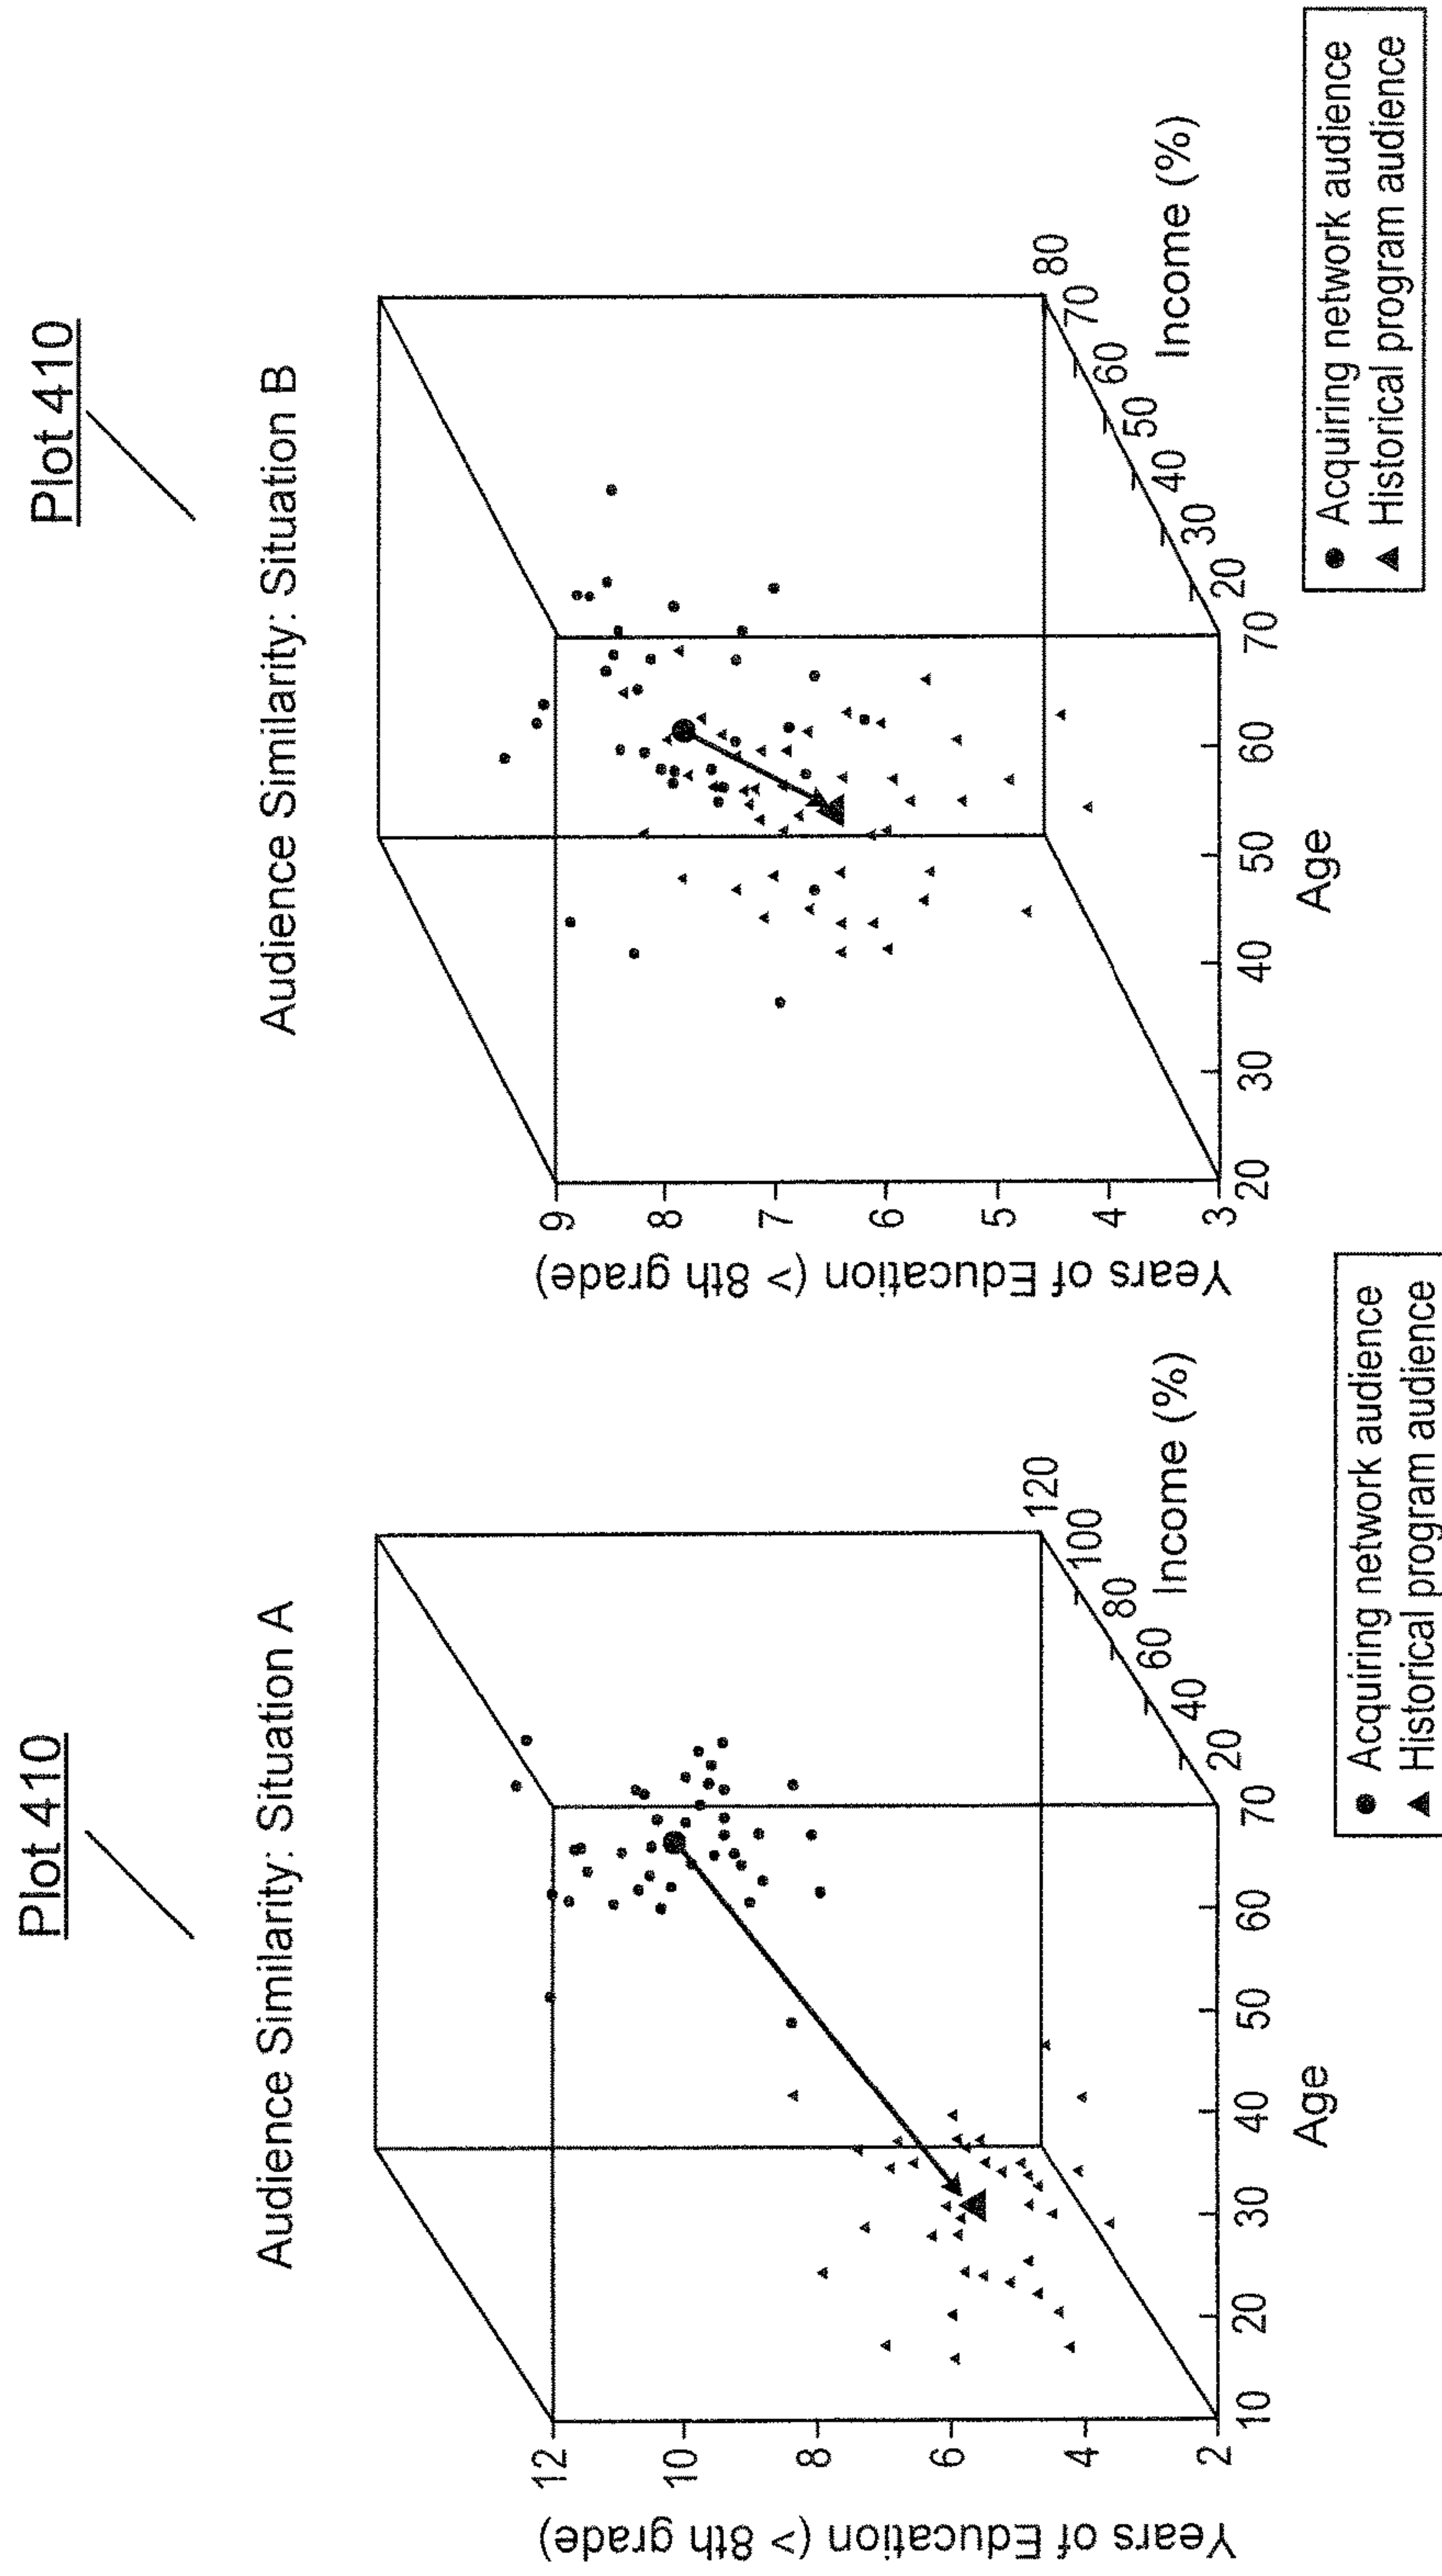 Plot 410
Audience Similarity: Situation A
Years of Education (> 8th grade)
12
10
8
6
4
2
10
20
30
40
50
60
70
Age
20
40
60
80
100
120
Income (%)
● Acquiring network audience
▲ Historical program audience
Plot 410
Audience Similarity: Situation B
Years of Education (> 8th grade)
9
8
7
6
5
4
3
20
30
40
50
60
70
Age
20
30
40
50
60
70
80
Income (%)
● Acquiring network audience
▲ Historical program audience